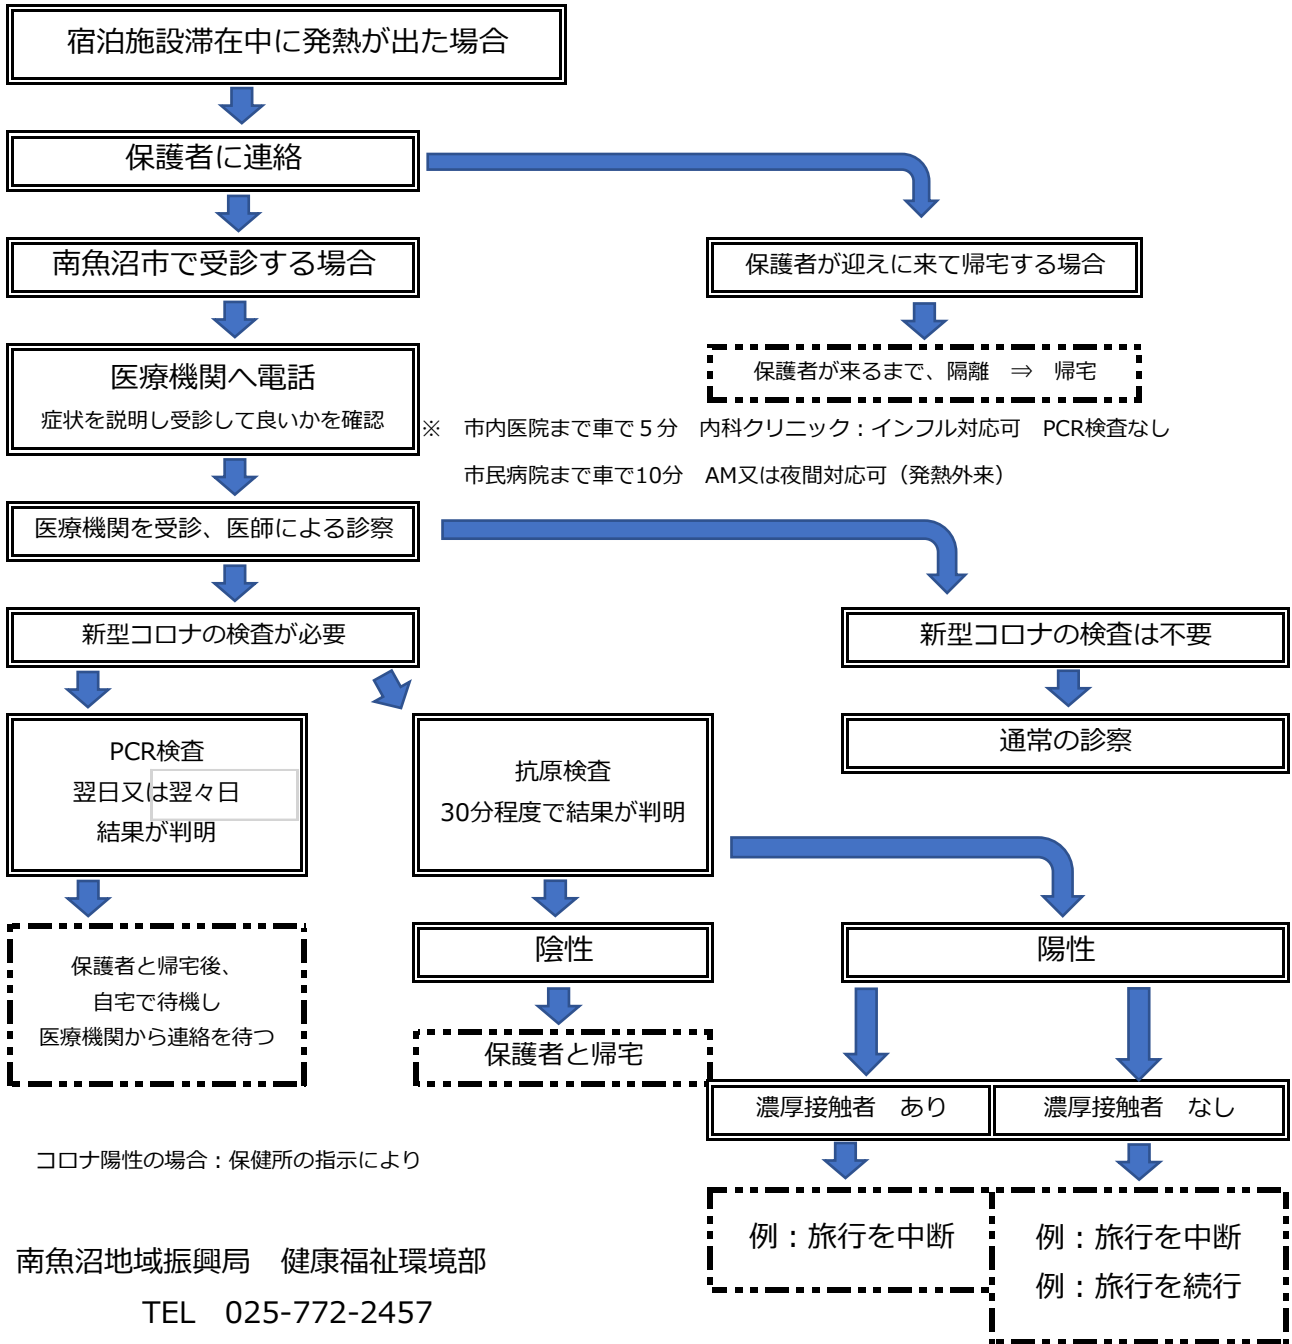 宿泊施設滞在中に発熱が出た場合
保護者に連絡
南魚沼市で受診する場合
保護者が迎えに来て帰宅する場合
医療機関へ電話
症状を説明し受診して良いかを確認
保護者が来るまで、隔離　⇒　帰宅
※　市内医院まで車で５分　内科クリニック：インフル対応可　PCR検査なし
市民病院まで車で10分　AM又は夜間対応可（発熱外来）
医療機関を受診、医師による診察
新型コロナの検査が必要
新型コロナの検査は不要
通常の診察
PCR検査
翌日又は翌々日
結果が判明
抗原検査
30分程度で結果が判明
保護者と帰宅後、
自宅で待機し
医療機関から連絡を待つ
陰性
陽性
保護者と帰宅
濃厚接触者　あり
濃厚接触者　なし
コロナ陽性の場合：保健所の指示により
例：旅行を中断
例：旅行を中断
例：旅行を続行
南魚沼地域振興局　健康福祉環境部
TEL　025-772-2457